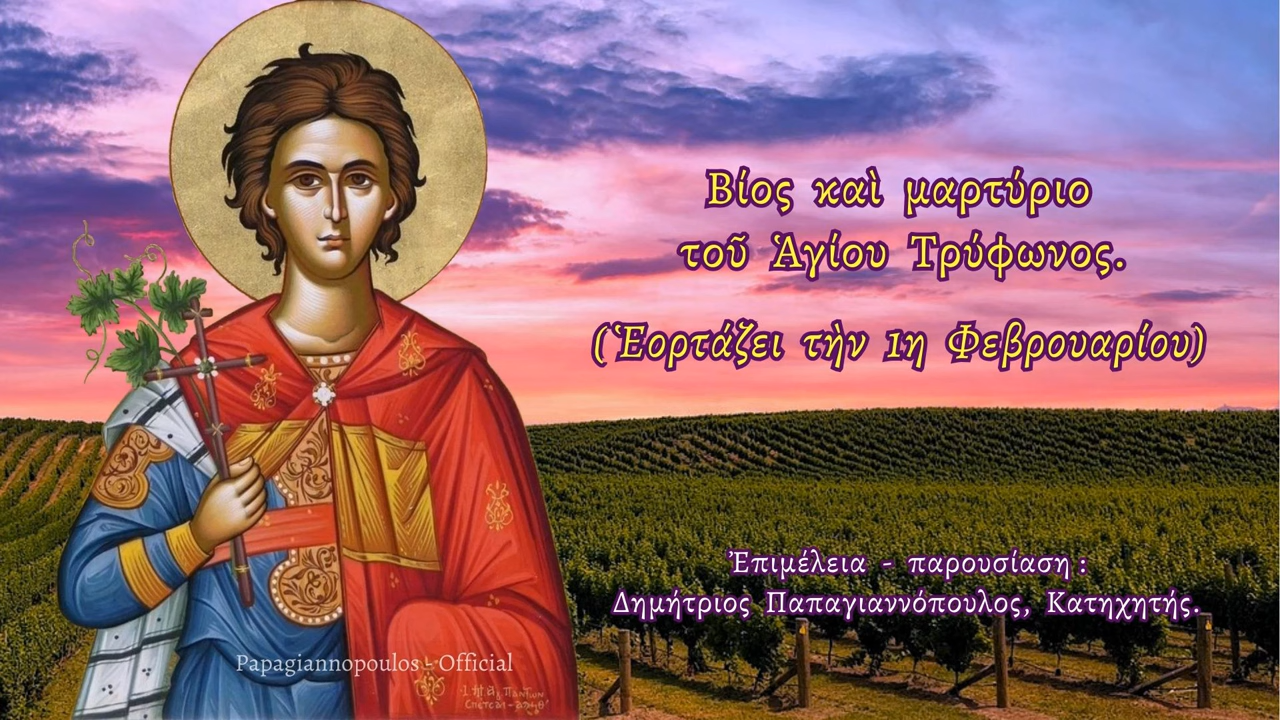 Βίος καὶ μαρτύριο
τοῦ Ἁγίου Τρύφωνος.
(Ἑορτάζει τὴν 1η Φεβρουαρίου)
Ἐπιμέλεια - παρουσίαση :
Δημήτριος Παπαγιαννόπουλος, Κατηχητής.
Papagiannopoulos - Official